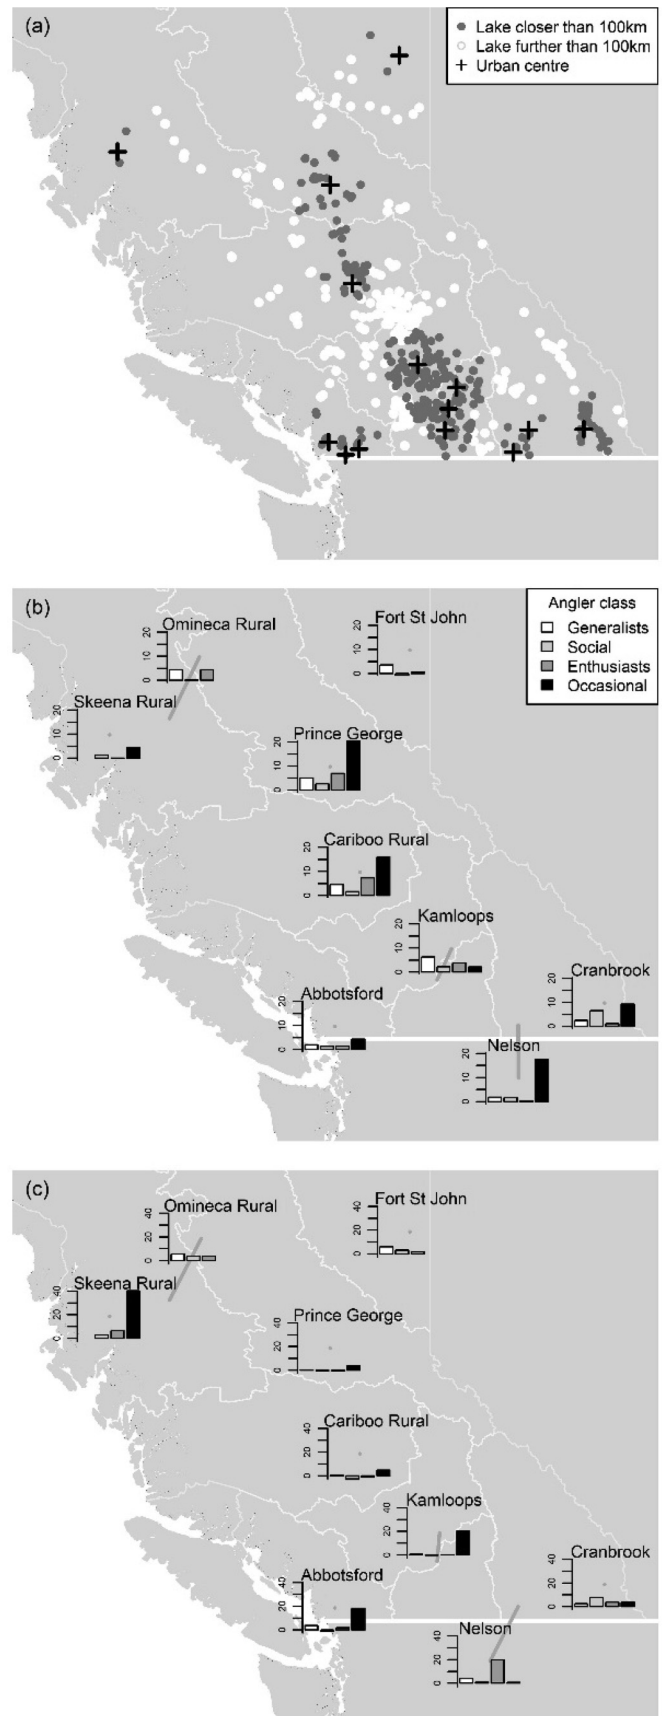 (a)
Lake closer than 100km
Lake further than 100km
Urban centre
(b)
Angler class
Generalists
Social
Enthusiasts
Occasional
Omineca Rural
0 10 20
Fort St John
0 10 20
Skeena Rural
0 10 20
Prince George
0 10 20
Cariboo Rural
0 10 20
Kamloops
0 10 20
Cranbrook
0 10 20
Abbotsford
0 10 20
Nelson
0 10 20
(c)
Omineca Rural
0 20 40
Fort St John
0 20 40
Skeena Rural
0 20 40
Prince George
0 20 40
Cariboo Rural
0 20 40
Kamloops
0 20 40
Cranbrook
0 20 40
Abbotsford
0 20 40
Nelson
0 20 40